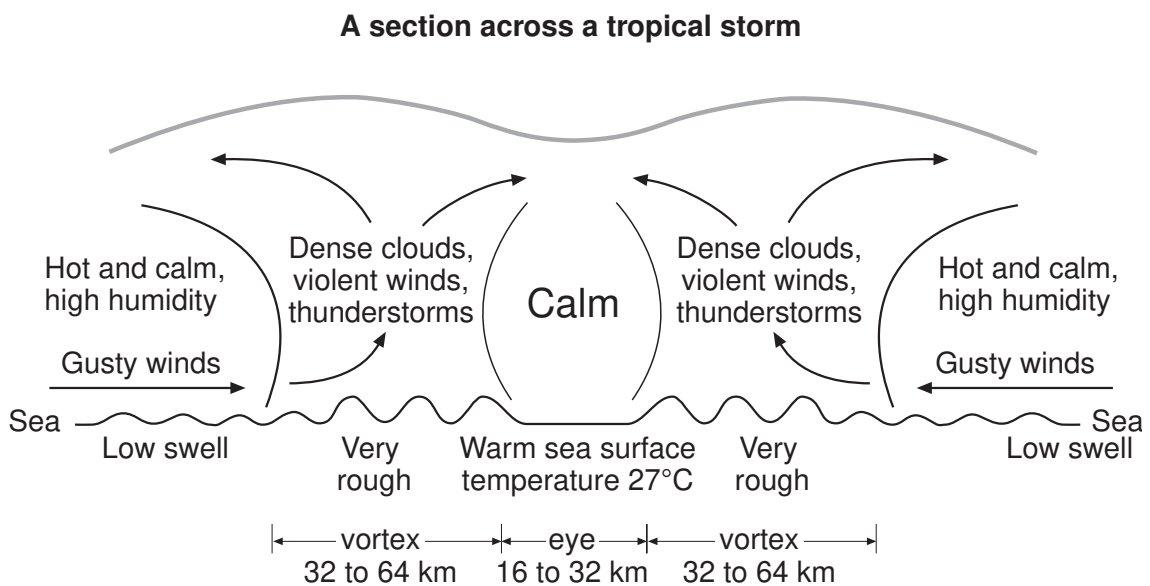 A section across a tropical storm
Hot and calm,
high humidity
Dense clouds,
violent winds,
thunderstorms
Calm
Dense clouds,
violent winds,
thunderstorms
Hot and calm,
high humidity
Gusty winds
Gusty winds
Sea
Sea
Low swell
Very
rough
Warm sea surface
temperature 27°C
Very
rough
Low swell
vortex
32 to 64 km
eye
16 to 32 km
vortex
32 to 64 km